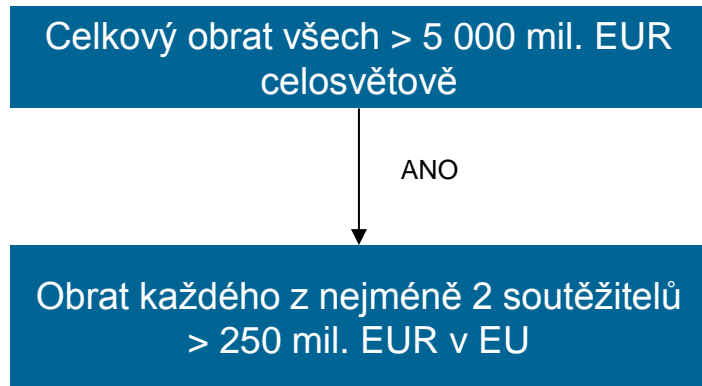 Celkový obrat všech > 5 000 mil. EUR
celosvětově
ANO
Obrat každého z nejméně 2 soutěžitelů
> 250 mil. EUR v EU